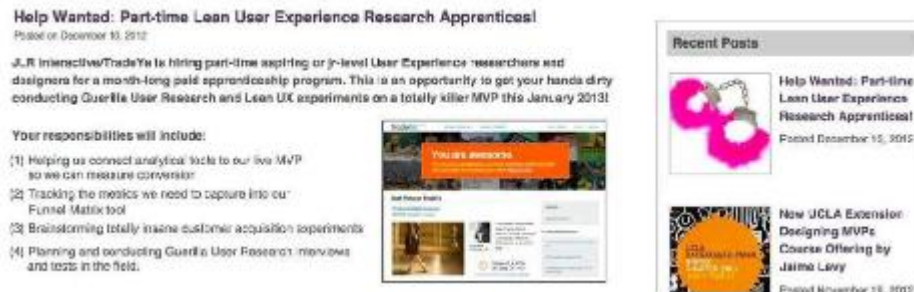 Help Wanted: Part-time Lean User Experience Research Apprentices!
Posted on December 10, 2012
JLR Interactive/TradeYa is hiring part-time aspiring or jr-level User Experience researchers and
designers for a month-long paid apprenticeship program. This is an opportunity to get your hands dirty
conducting Guerilla User Research and Lean UX experiments on a totally killer MVP this January 2013!
Your responsibilities will include:
(1) Helping us connect analytical tools to our live MVP
so we can measure conversion
(2) Tracking the metrics we need to capture into our
Funnel Matrix tool
(3) Brainstorming totally insane customer acquisition experiments
(4) Planning and conducting Guerilla User Research interviews
and tests in the field.
You are awesome.
Recent Posts
Help Wanted: Part-time
Lean User Experience
Research Apprentices!
Posted December 10, 2012
New UCLA Extension
Designing MVPs
Course Offering by
Jaime Levy
Posted November 19, 2012